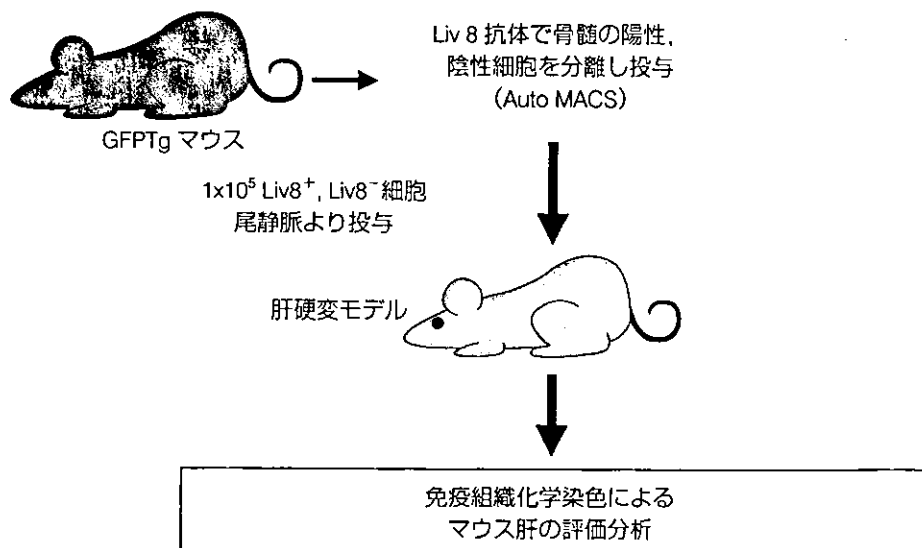 Liv 8 抗体で骨髄の陽性,
陰性細胞を分離し投与
(Auto MACS)
GFPTg マウス
1x10⁵ Liv8⁺, Liv8⁻ 細胞
尾静脈より投与
肝硬変モデル
免疫組織化学染色による
マウス肝の評価分析